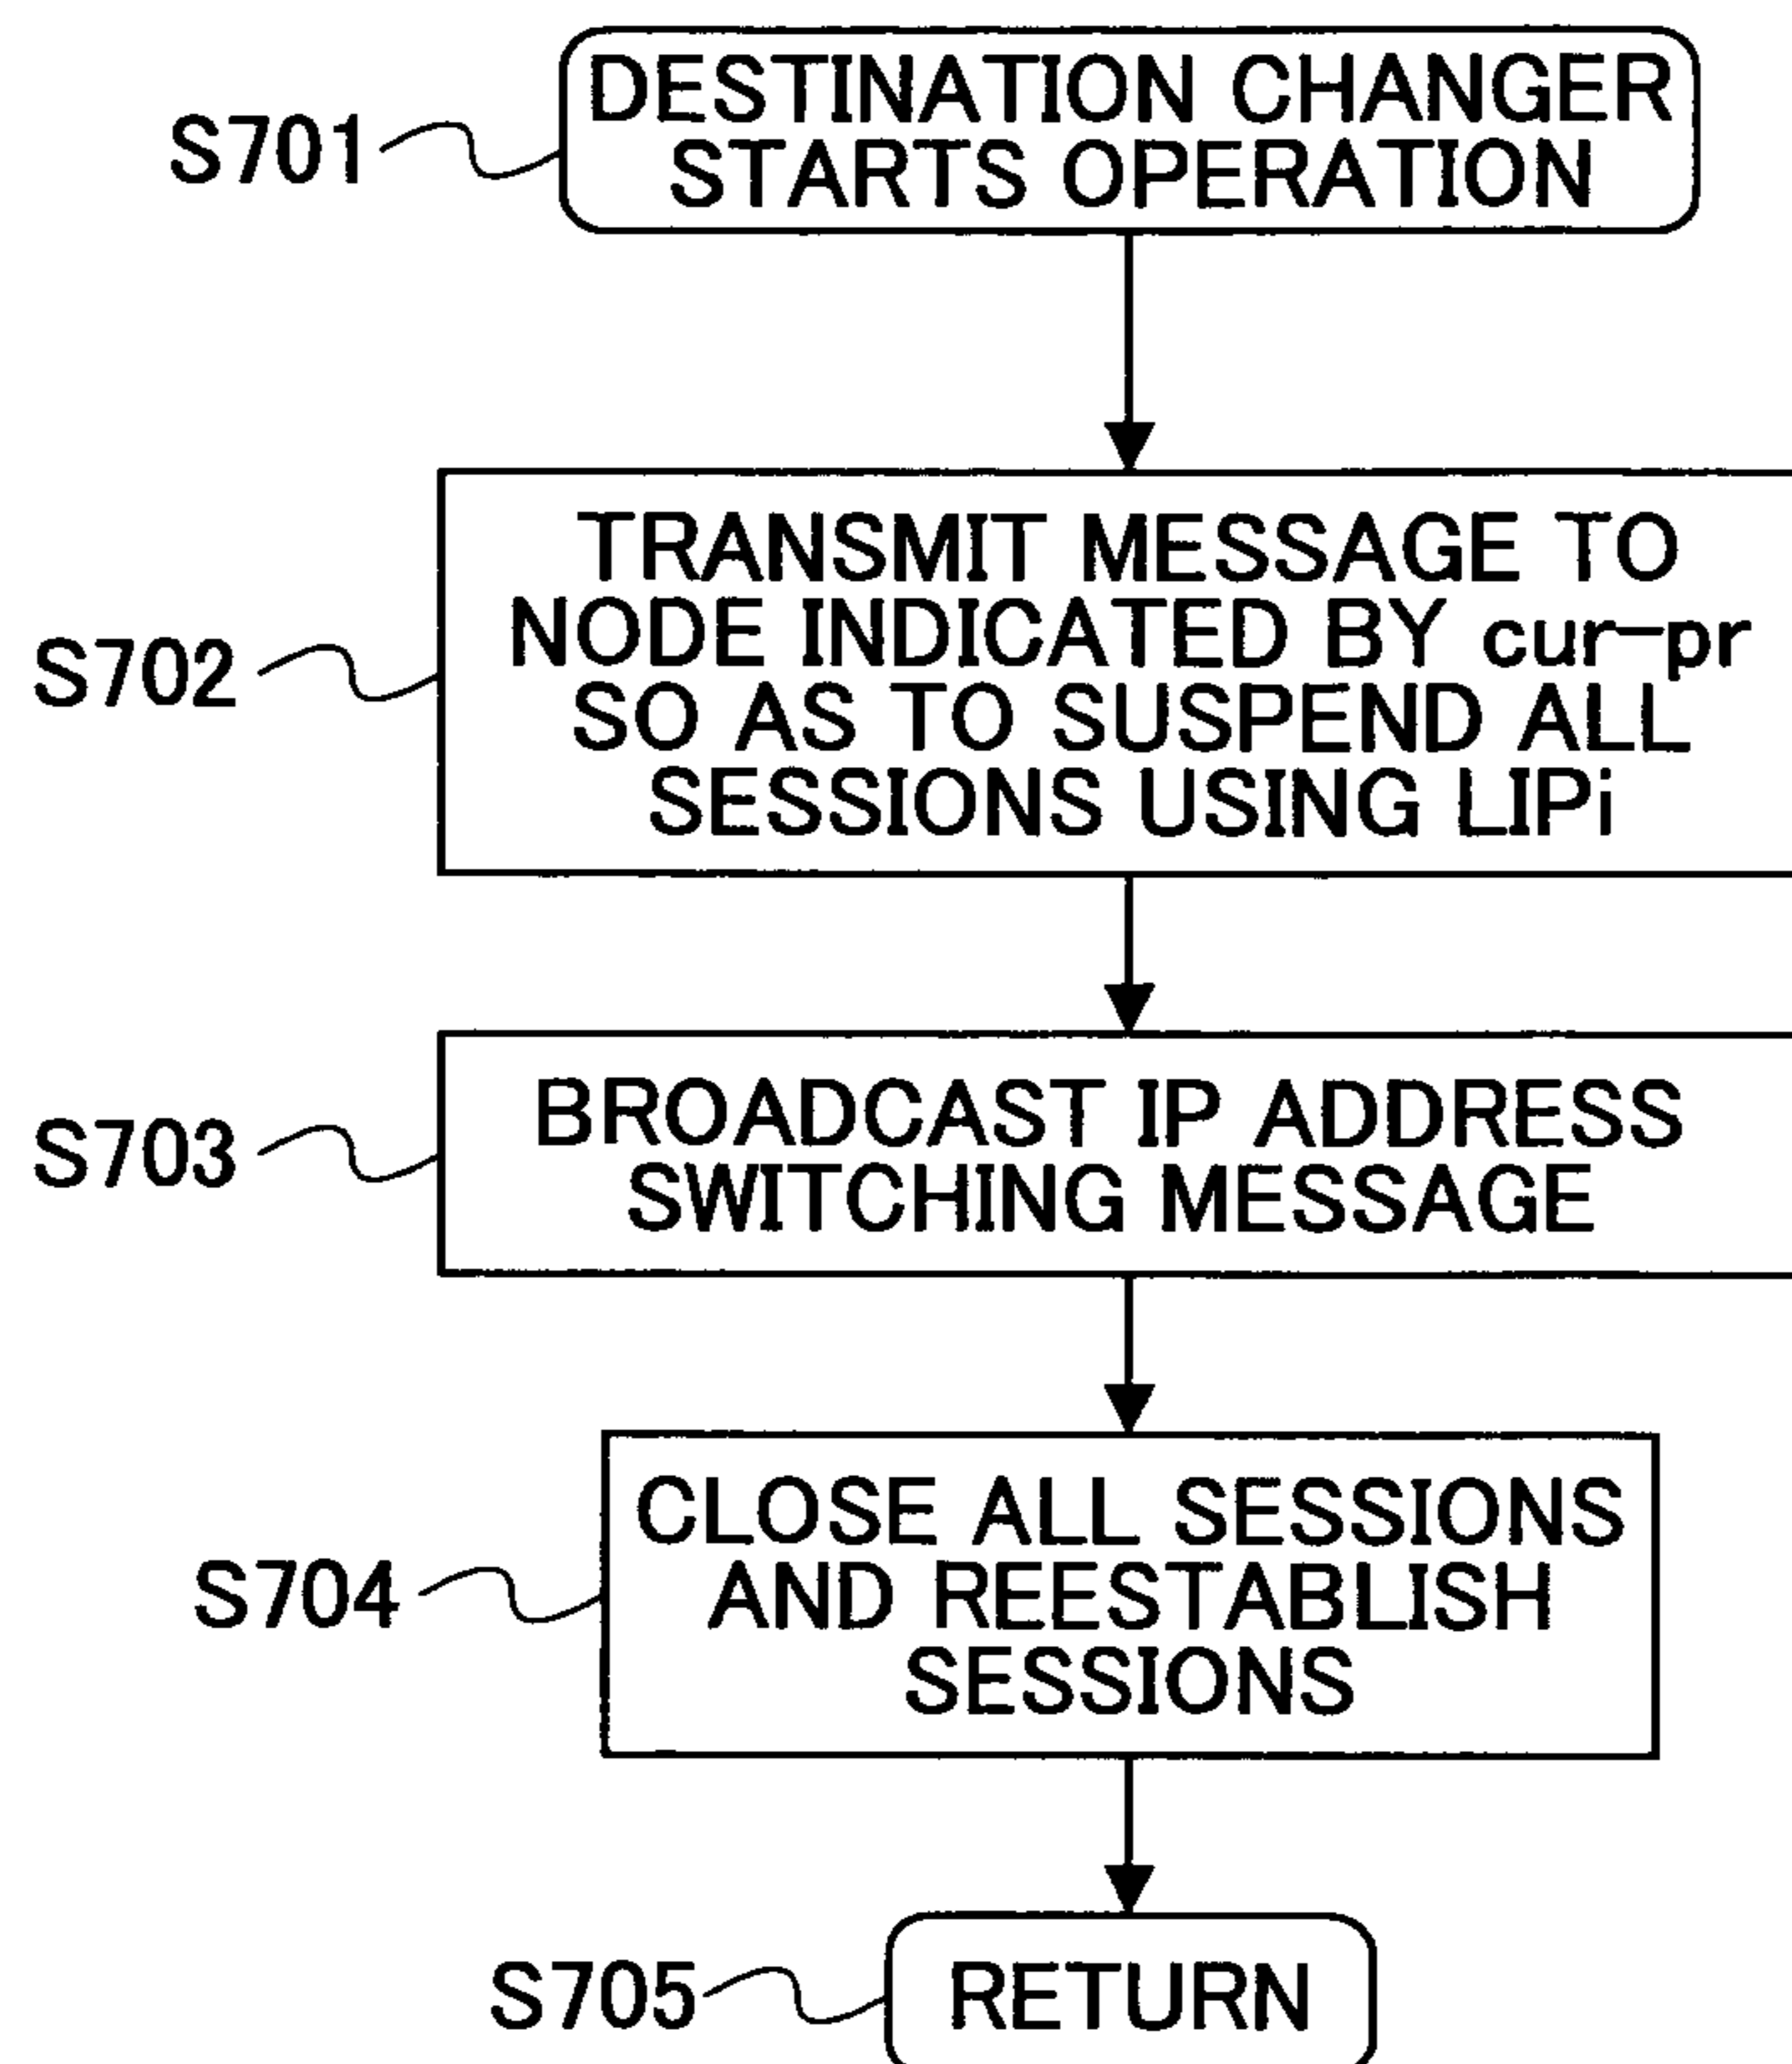 S701
DESTINATION CHANGER
STARTS OPERATION
S702
TRANSMIT MESSAGE TO
NODE INDICATED BY cur-pr
SO AS TO SUSPEND ALL
SESSIONS USING LIPi
S703
BROADCAST IP ADDRESS
SWITCHING MESSAGE
S704
CLOSE ALL SESSIONS
AND REESTABLISH
SESSIONS
S705
RETURN